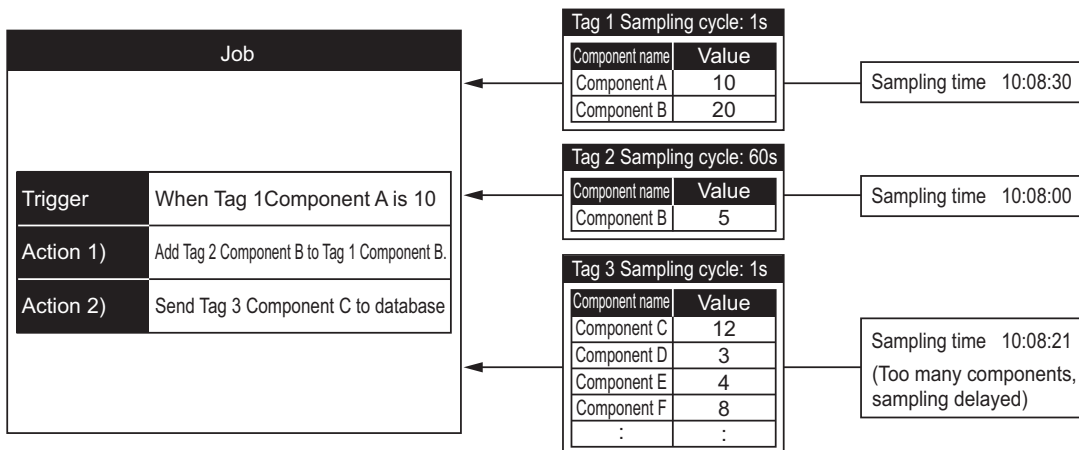 Job
Trigger When Tag 1Component A is 10
Action 1) Add Tag 2 Component B to Tag 1 Component B.
Action 2) Send Tag 3 Component C to database
Tag 1 Sampling cycle: 1s
Component name Value
Component A 10
Component B 20
Sampling time 10:08:30
Tag 2 Sampling cycle: 60s
Component name Value
Component B 5
Sampling time 10:08:00
Tag 3 Sampling cycle: 1s
Component name Value
Component C 12
Component D 3
Component E 4
Component F 8
: :
Sampling time 10:08:21
(Too many components,
sampling delayed)